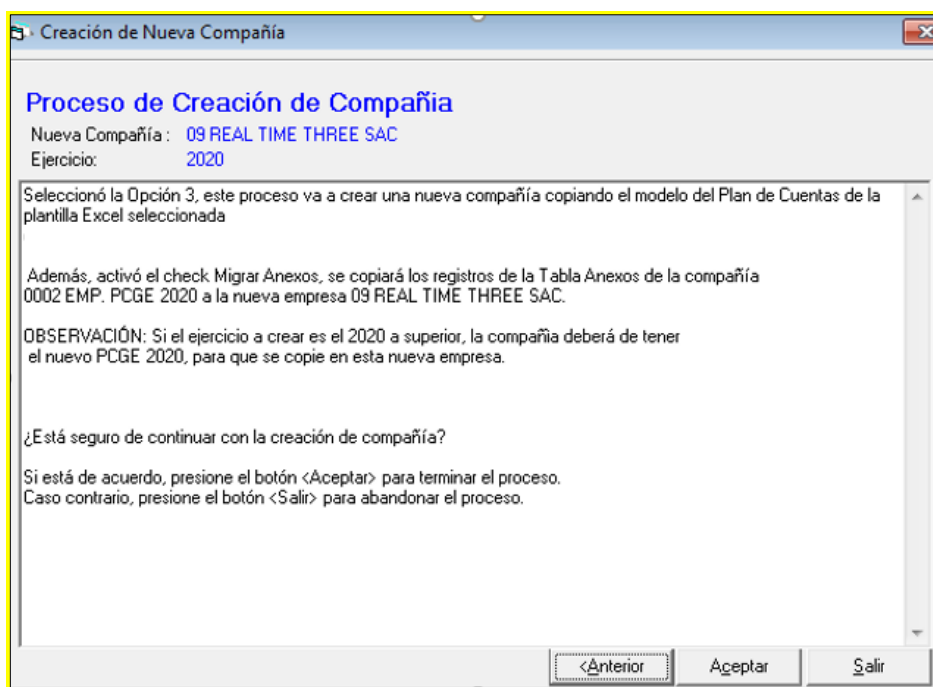 Creación de Nueva Compañía
Proceso de Creación de Compañia
Nueva Compañía : 09 REAL TIME THREE SAC
Ejercicio: 2020
Seleccionó la Opción 3, este proceso va a crear una nueva compañía copiando el modelo del Plan de Cuentas de la
plantilla Excel seleccionada
Además, activó el check Migrar Anexos, se copiará los registros de la Tabla Anexos de la compañía
0002 EMP. PCGE 2020 a la nueva empresa 09 REAL TIME THREE SAC.
OBSERVACIÓN: Si el ejercicio a crear es el 2020 a superior, la compañìa deberá de tener
el nuevo PCGE 2020, para que se copie en esta nueva empresa.
¿Está seguro de continuar con la creación de compañía?
Si está de acuerdo, presione el botón <Aceptar> para terminar el proceso.
Caso contrario, presione el botón <Salir> para abandonar el proceso.
<Anterior Aceptar Salir